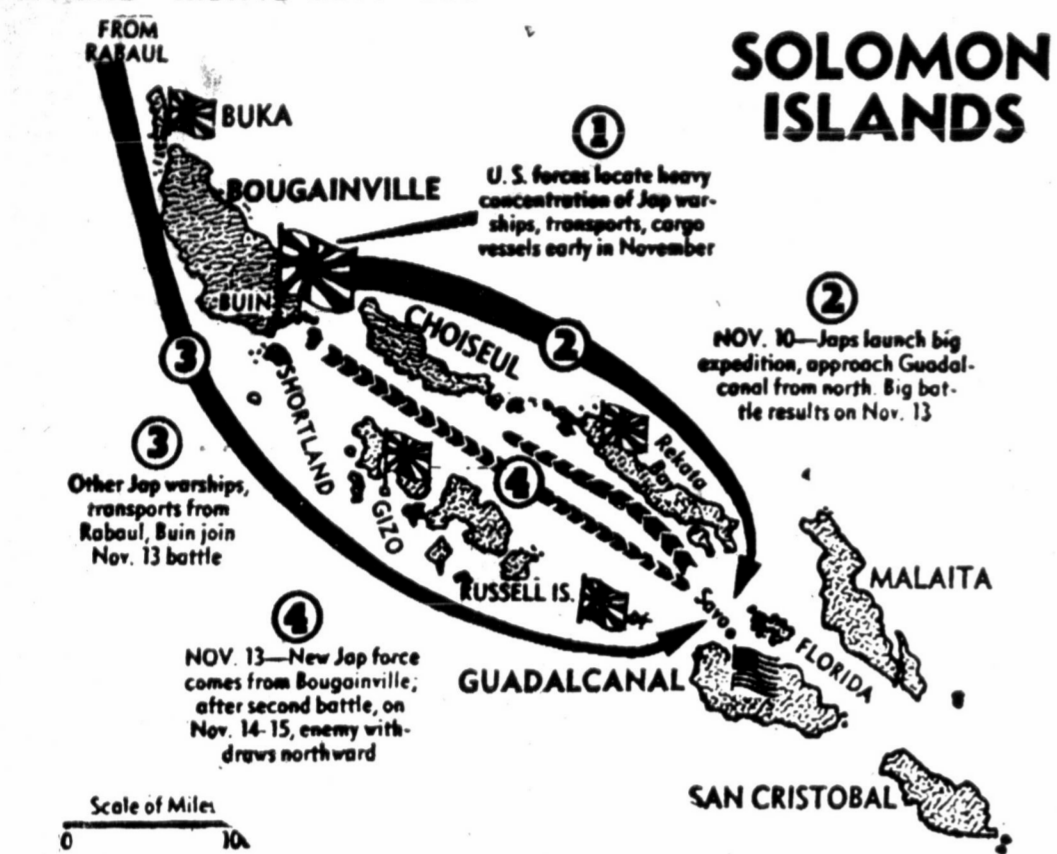 FROM
RABAUL
SOLOMON
ISLANDS
BUKA
1
U. S. forces locate heavy
concentration of Jap war-
ships, transports, cargo
vessels early in November
BOUGAINVILLE
BUIN
CHOISEUL
2
2
NOV. 10—Japs launch big
expedition, approach Guadal-
canal from north. Big bat-
tle results on Nov. 13
3
SHORTLAND
3
Other Jap warships,
transports from
Rabaul, Buin join
Nov. 13 battle
Rekata
Bay
4
GIZO
RUSSELL IS.
Savo
MALAITA
FLORIDA
4
NOV. 13—New Jap force
comes from Bougainville;
after second battle, on
Nov. 14-15, enemy with-
draws northward
GUADALCANAL
SAN CRISTOBAL
Scale of Miles
0